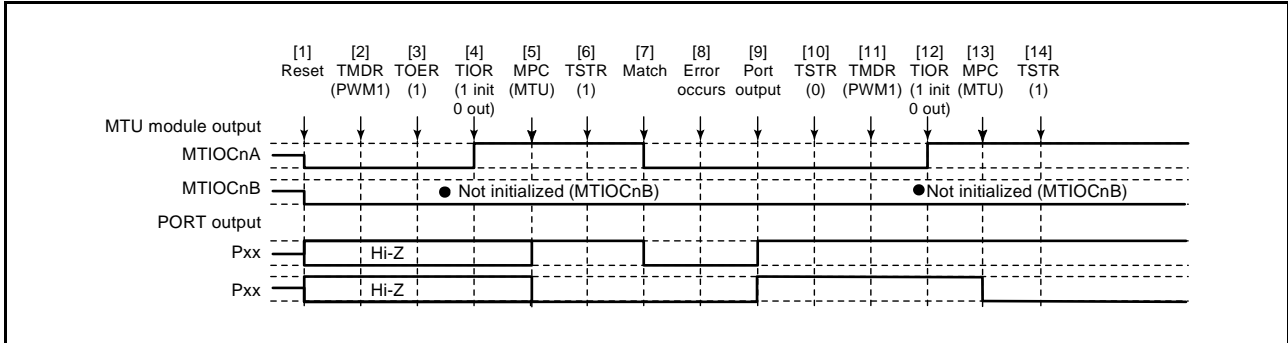 [1] [2] [3] [4] [5] [6] [7] [8] [9] [10] [11] [12] [13] [14]
Reset TMDR TOER TIOR MPC TSTR Match Error Port TSTR TMDR TIOR MPC TSTR
(PWM1) (1) (1 init (MTU) (1) occurs output (0) (PWM1) (1 init (MTU) (1)
0 out) 0 out)
MTU module output
MTIOCnA
MTIOCnB Not initialized (MTIOCnB) Not initialized (MTIOCnB)
PORT output
Pxx Hi-Z
Pxx Hi-Z